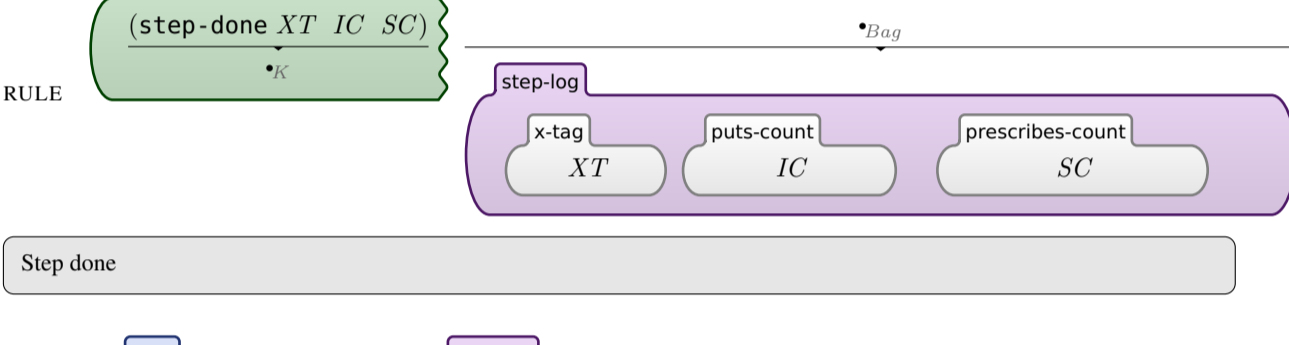 (step-done XT IC SC)
•K
•Bag
RULE
step-log
x-tag
puts-count
prescribes-count
XT
IC
SC
Step done